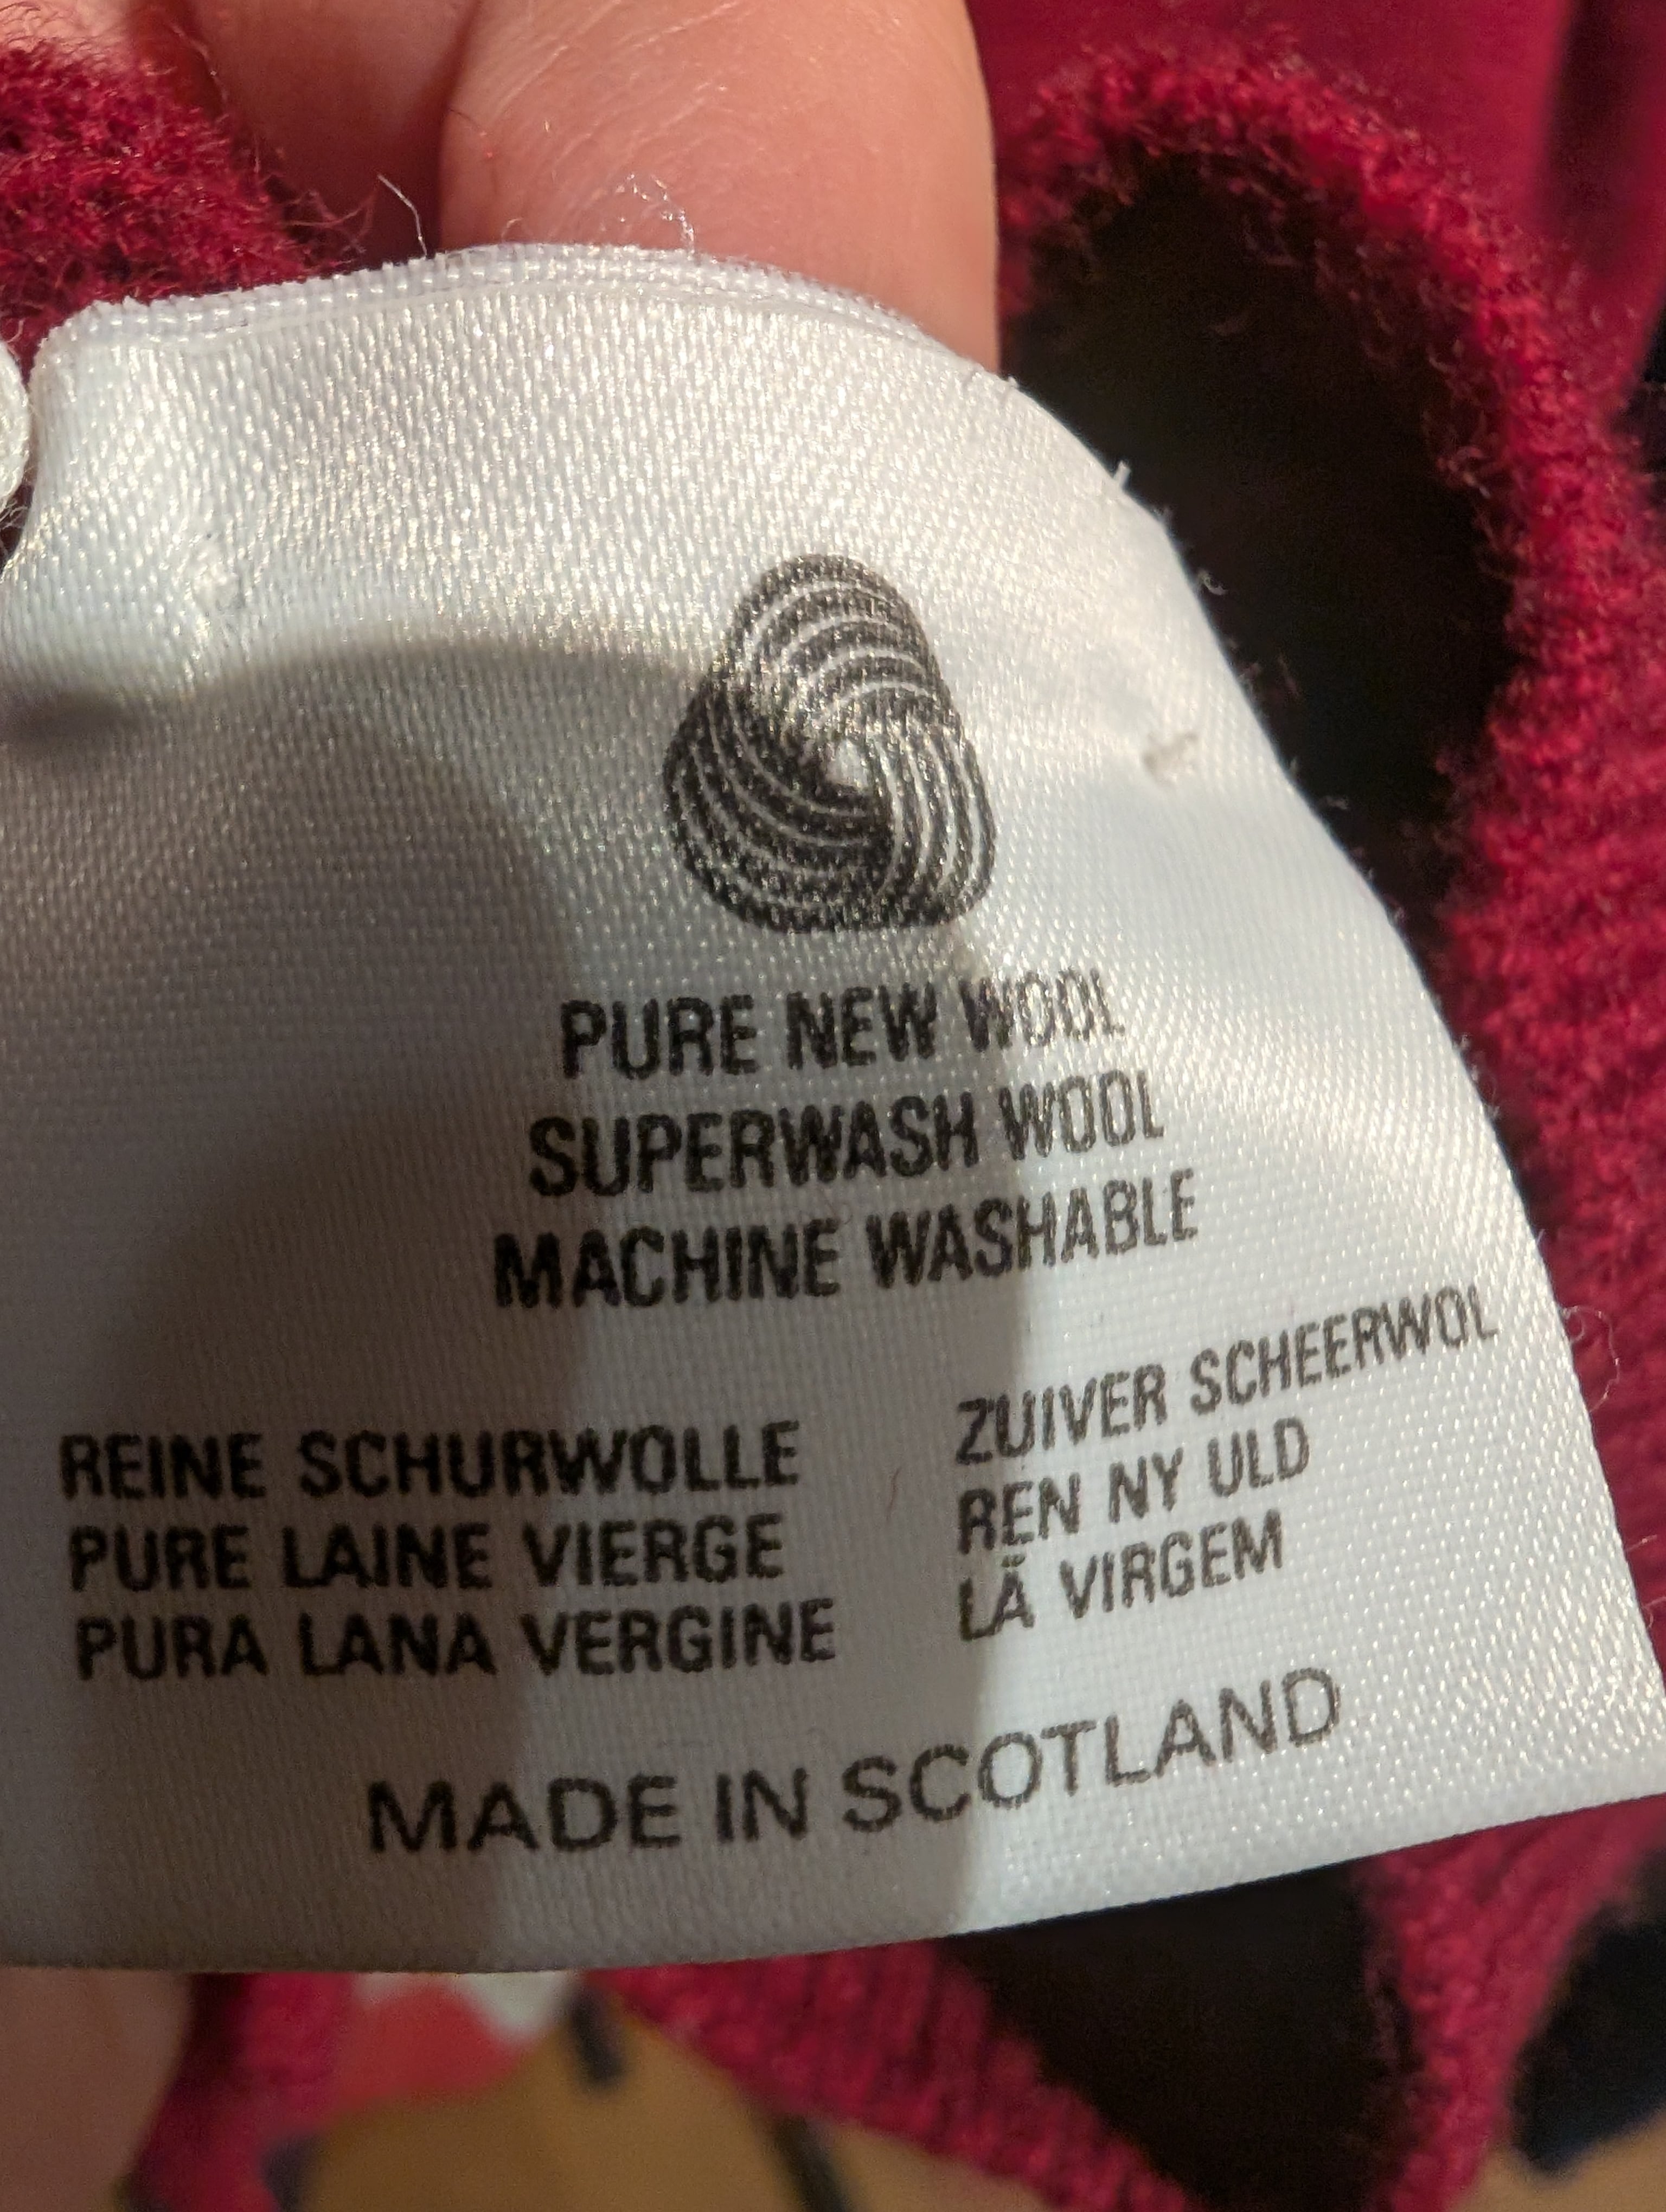 PURE NEW WOOL
SUPERWASH WOOL
MACHINE WASHABLE
REINE SCHURWOLLE
PURE LAINE VIERGE
PURA LANA VERGINE
ZUIVER SCHEERWOL
REN NY ULD
LÃ VIRGEM
MADE IN SCOTLAND